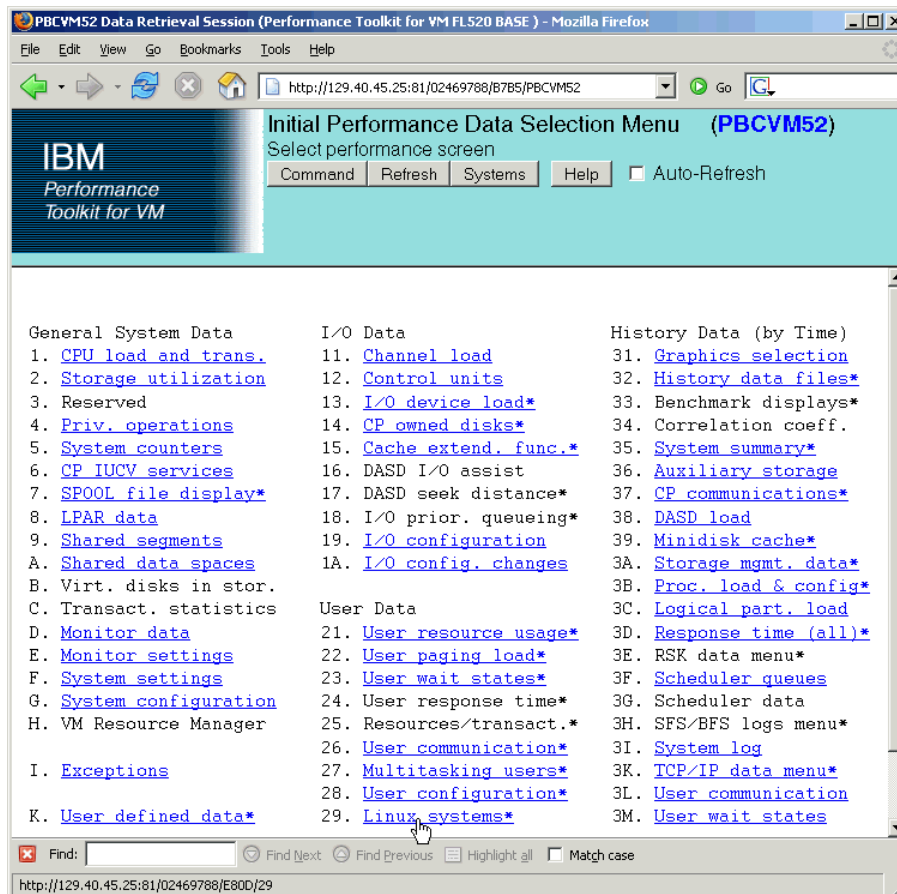 PBCVM52 Data Retrieval Session (Performance Toolkit for VM FL520 BASE ) - Mozilla Firefox
File Edit View Go Bookmarks Tools Help
http://129.40.45.25:81/02469788/B7B5/PBCVM52 Go G
Initial Performance Data Selection Menu (PBCVM52)
Select performance screen
Command Refresh Systems Help Auto-Refresh
IBM
Performance
Toolkit for VM
General System Data
1. CPU load and trans.
2. Storage utilization
3. Reserved
4. Priv. operations
5. System counters
6. CP IUCV services
7. SPOOL file display*
8. LPAR data
9. Shared segments
A. Shared data spaces
B. Virt. disks in stor.
C. Transact. statistics
D. Monitor data
E. Monitor settings
F. System settings
G. System configuration
H. VM Resource Manager
I. Exceptions
K. User defined data*
I/O Data
11. Channel load
12. Control units
13. I/O device load*
14. CP owned disks*
15. Cache extend. func.*
16. DASD I/O assist
17. DASD seek distance*
18. I/O prior. queueing*
19. I/O configuration
1A. I/O config. changes
User Data
21. User resource usage*
22. User paging load*
23. User wait states*
24. User response time*
25. Resources/transact.*
26. User communication*
27. Multitasking users*
28. User configuration*
29. Linux systems*
History Data (by Time)
31. Graphics selection
32. History data files*
33. Benchmark displays*
34. Correlation coeff.
35. System summary*
36. Auxiliary storage
37. CP communications*
38. DASD load
39. Minidisk cache*
3A. Storage mgmt. data*
3B. Proc. load & config*
3C. Logical part. load
3D. Response time (all)*
3E. RSK data menu*
3F. Scheduler queues
3G. Scheduler data
3H. SFS/BFS logs menu*
3I. System log
3K. TCP/IP data menu*
3L. User communication
3M. User wait states
Find: Find Next Find Previous Highlight all Match case
http://129.40.45.25:81/02469788/E80D/29